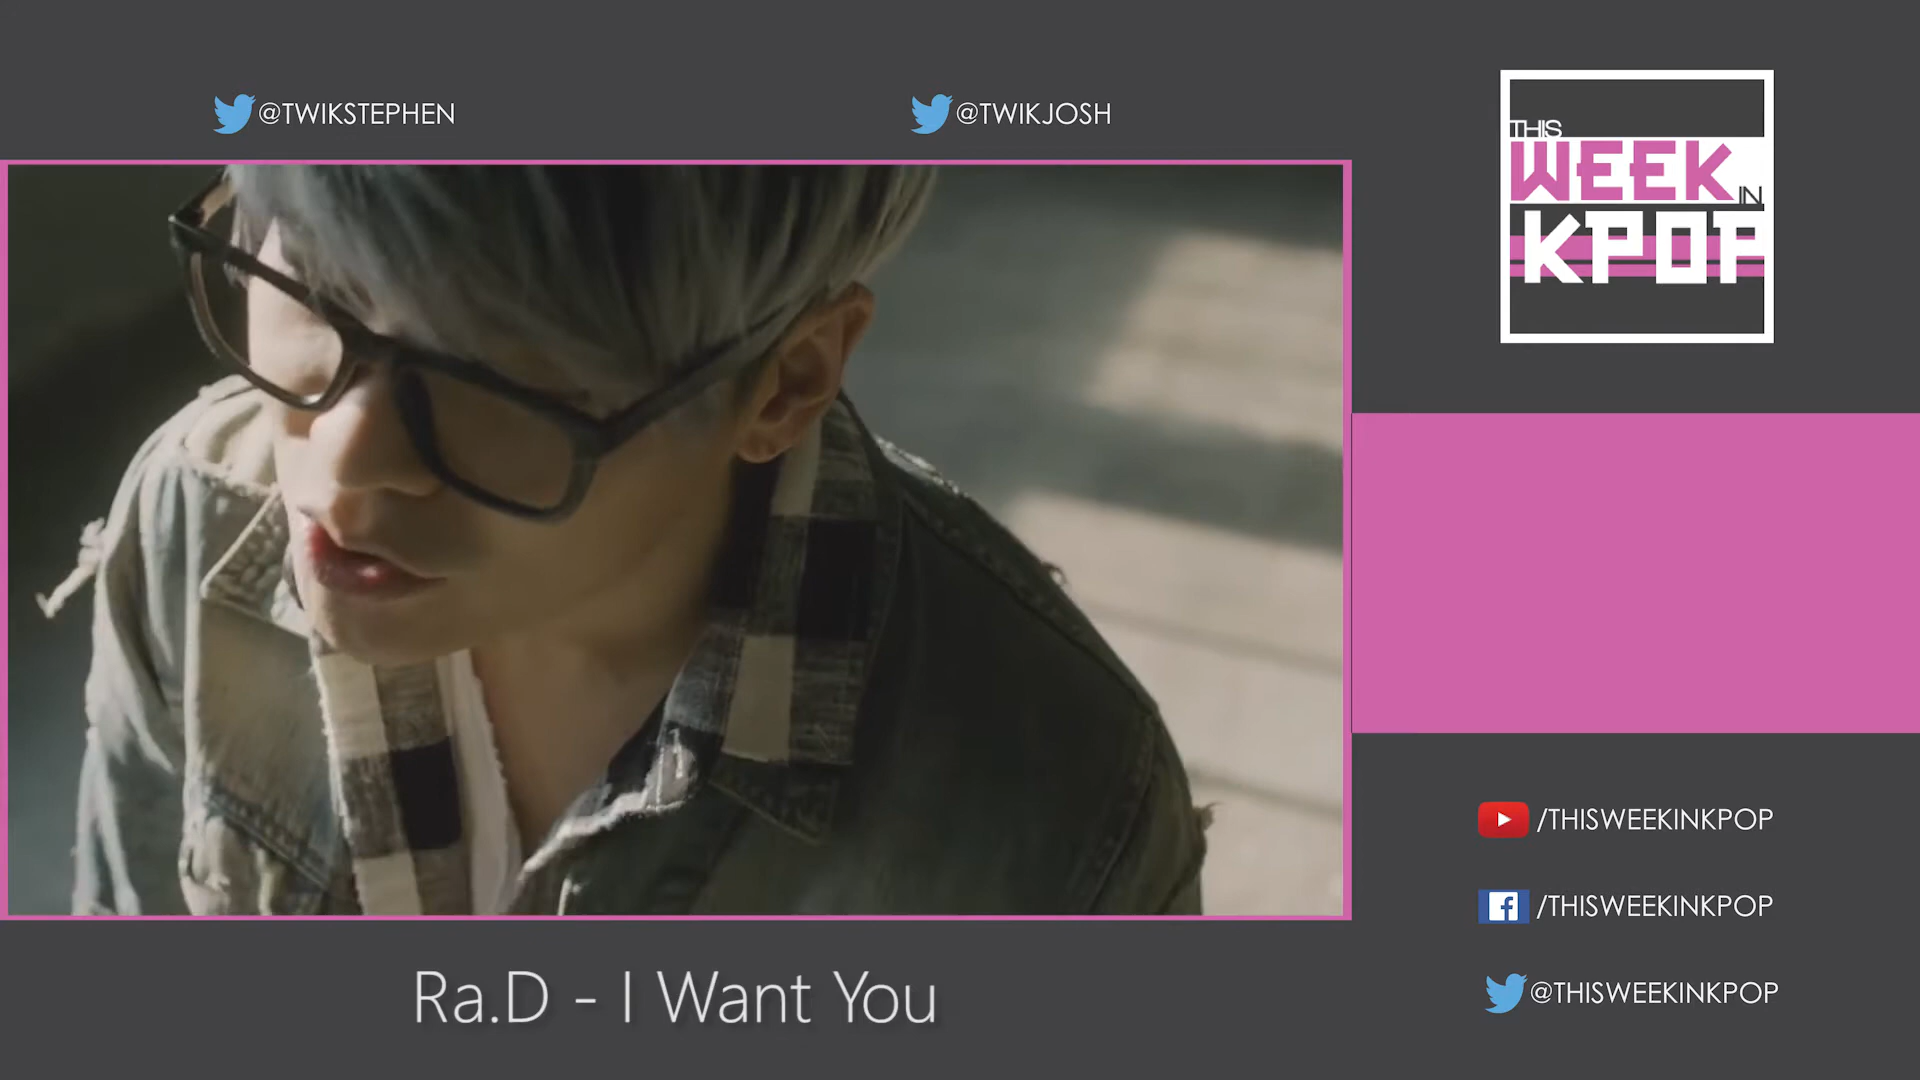 @TWIKSTEPHEN
@TWIKJOSH
THIS
WEEK IN
KPOP
/THISWEEKINKPOP
/THISWEEKINKPOP
@THISWEEKINKPOP
Ra.D - I Want You